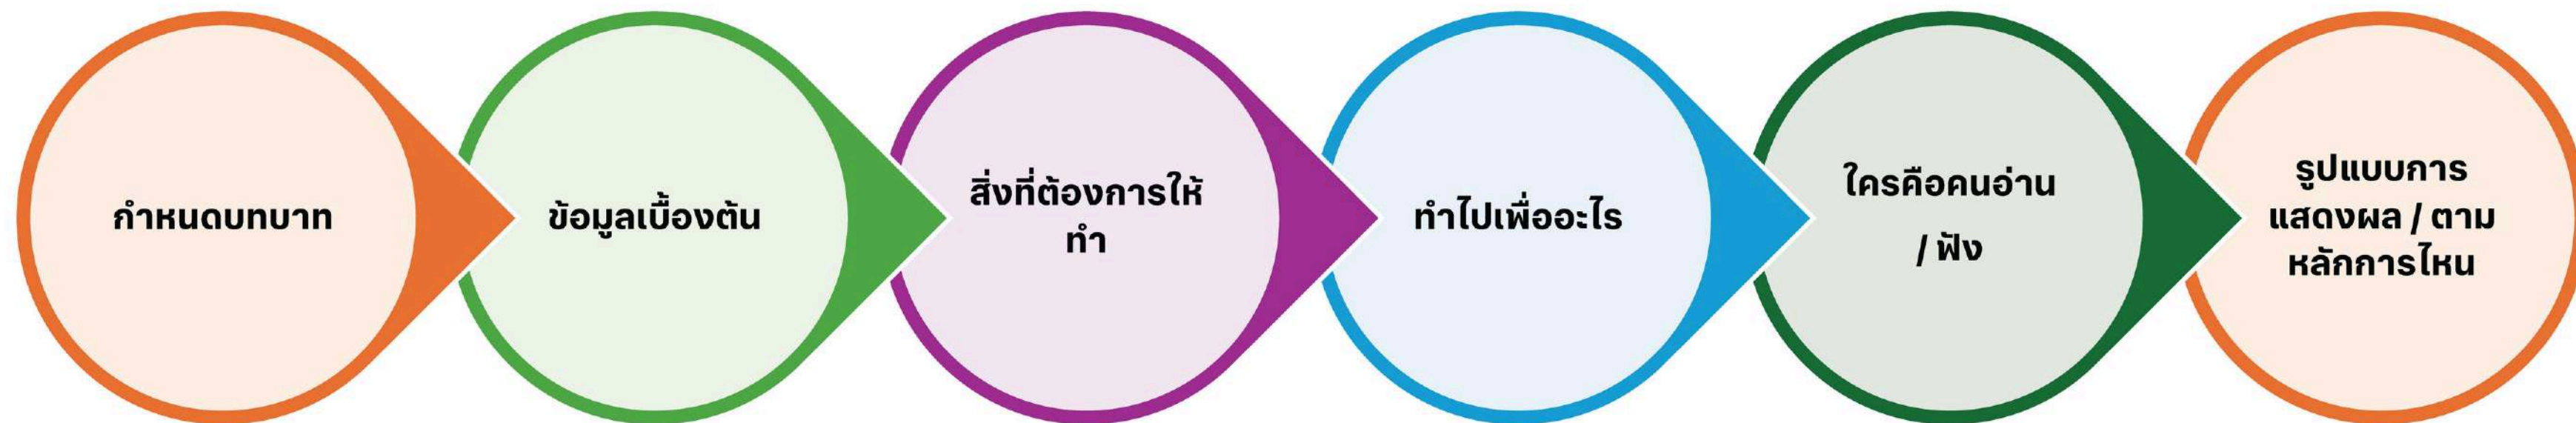 กำหนดบทบาท
ข้อมูลเบื้องต้น
สิ่งที่ต้องการให้
ทำ
ทำไปเพื่ออะไร
ใครคือคนอ่าน
/ ฟัง
รูปแบบการ
แสดงผล / ตาม
หลักการไหน